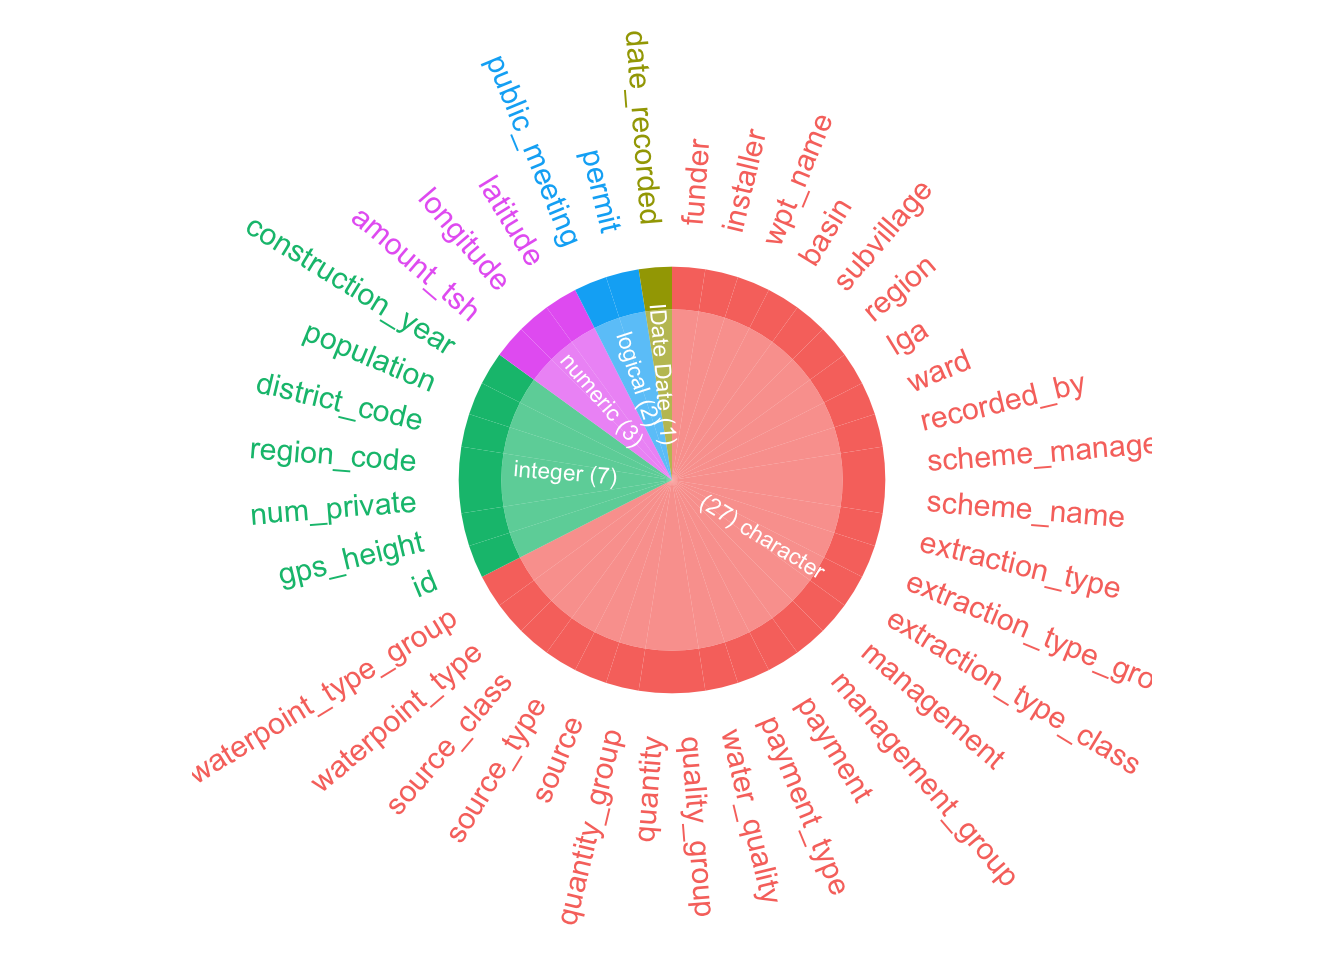 date_recorded
funder
installer
wpt_name
basin
subvillage
region
lga
ward
recorded_by
scheme_manage
scheme_name
extraction_type
extraction_type_gro
extraction_type_class
management
management_group
payment
payment_type
water_quality
quality_group
quantity
quantity_group
source
source_type
source_class
waterpoint_type
waterpoint_type_group
id
gps_height
num_private
region_code
district_code
population
construction_year
amount_tsh
longitude
latitude
public_meeting
permit
IDate Date (1)
logical (2)
numeric (3)
integer (7)
(27) character